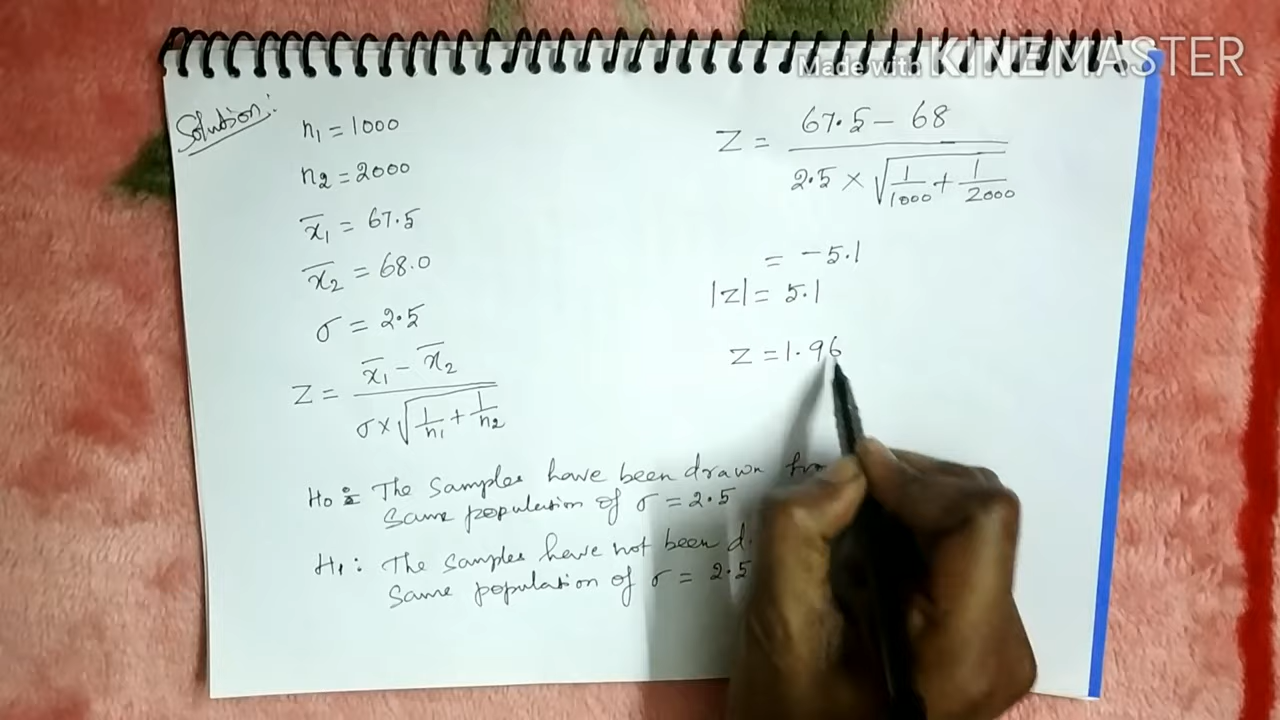 Made with KINEMASTER
Solution:
n₁ = 1000
n₂ = 2000
x̄₁ = 67.5
x̄₂ = 68.0
σ = 2.5
Z = (x̄₁ - x̄₂) / (σ × √(1/n₁ + 1/n₂))
H₀: The samples have been drawn
same population of σ = 2.5
H₁: The samples have not been
same population of σ = 2.5
Z = (67.5 - 68) / (2.5 × √(1/1000 + 1/2000))
= -5.1
|z| = 5.1
z = 1.96